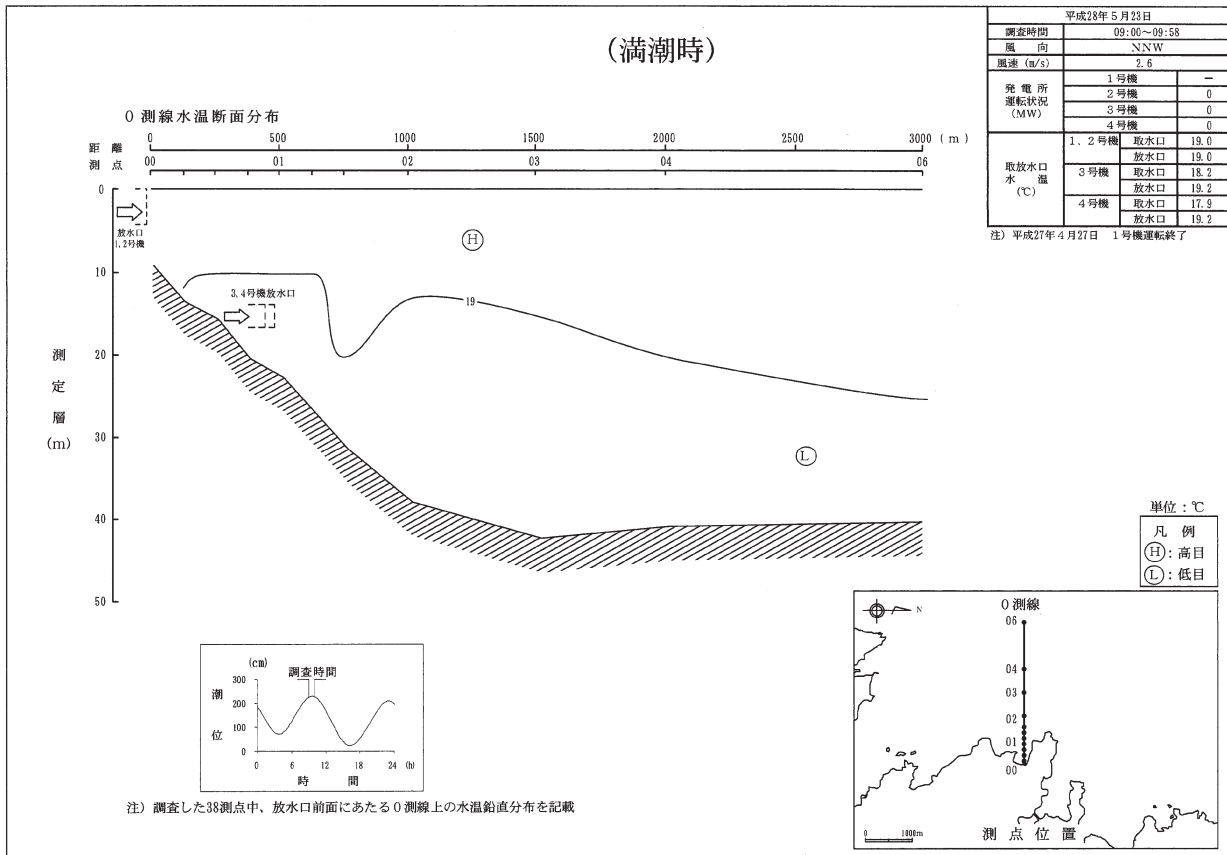 (満潮時)
平成28年5月23日
調査時間 09:00～09:58
風 向 NNW
風速 (m/s) 2.6
発電所運転状況 (MW)
1号機 －
2号機 0
3号機 0
4号機 0
取放水口水温 (℃)
1、2号機 取水口 19.0
放水口 19.0
3号機 取水口 18.2
放水口 19.2
4号機 取水口 17.9
放水口 19.2
注) 平成27年4月27日 1号機運転終了
0 測線水温断面分布
距 離 0 500 1000 1500 2000 2500 3000 (m)
測 点 00 01 02 03 04 06
0
放水口
1,2号機
H
10
3,4号機放水口
19
20
測定層 (m)
30
L
40
50
単位：℃
凡 例
H：高目
L：低目
(cm)
調査時間
潮位
300
200
100
0
0 6 12 18 24 (h)
時 間
注) 調査した38測点中、放水口前面にあたる0測線上の水温鉛直分布を記載
N
0 測線
06
04
03
02
01
00
0 1000m
測 点 位 置